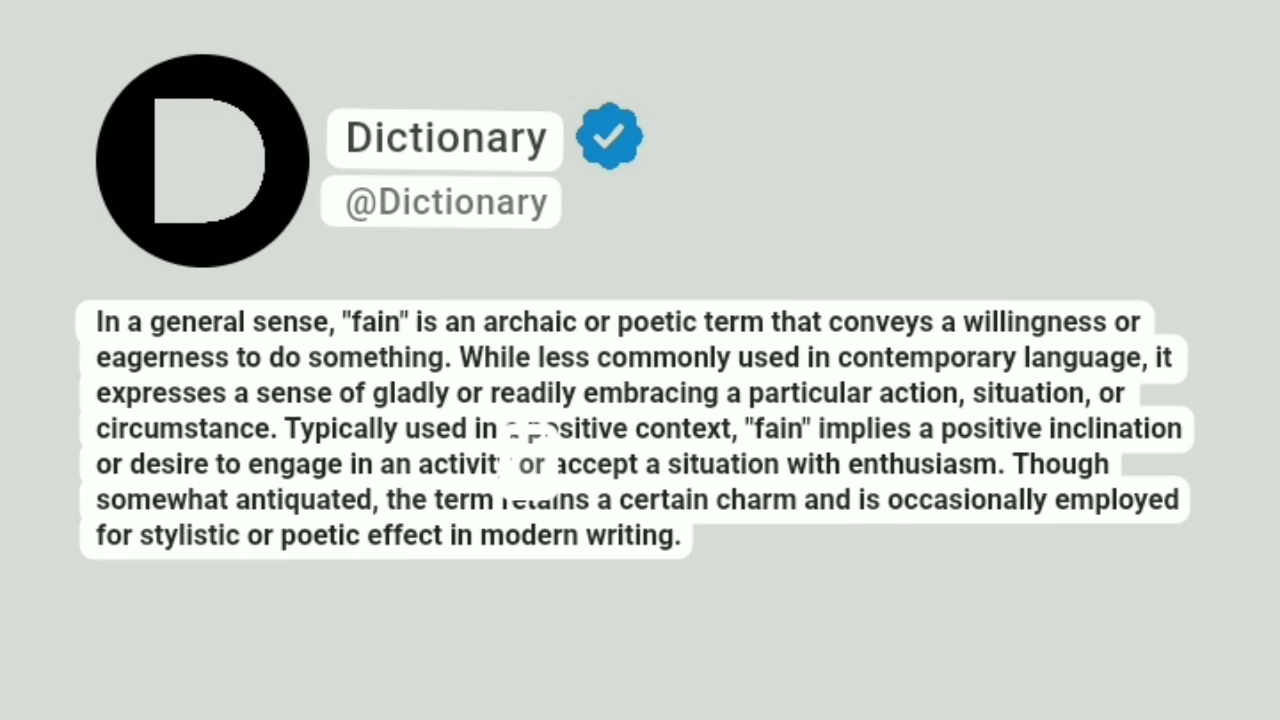 D
Dictionary
@Dictionary
In a general sense, "fain" is an archaic or poetic term that conveys a willingness or
eagerness to do something. While less commonly used in contemporary language, it
expresses a sense of gladly or readily embracing a particular action, situation, or
circumstance. Typically used in a positive context, "fain" implies a positive inclination
or desire to engage in an activity or accept a situation with enthusiasm. Though
somewhat antiquated, the term retains a certain charm and is occasionally employed
for stylistic or poetic effect in modern writing.